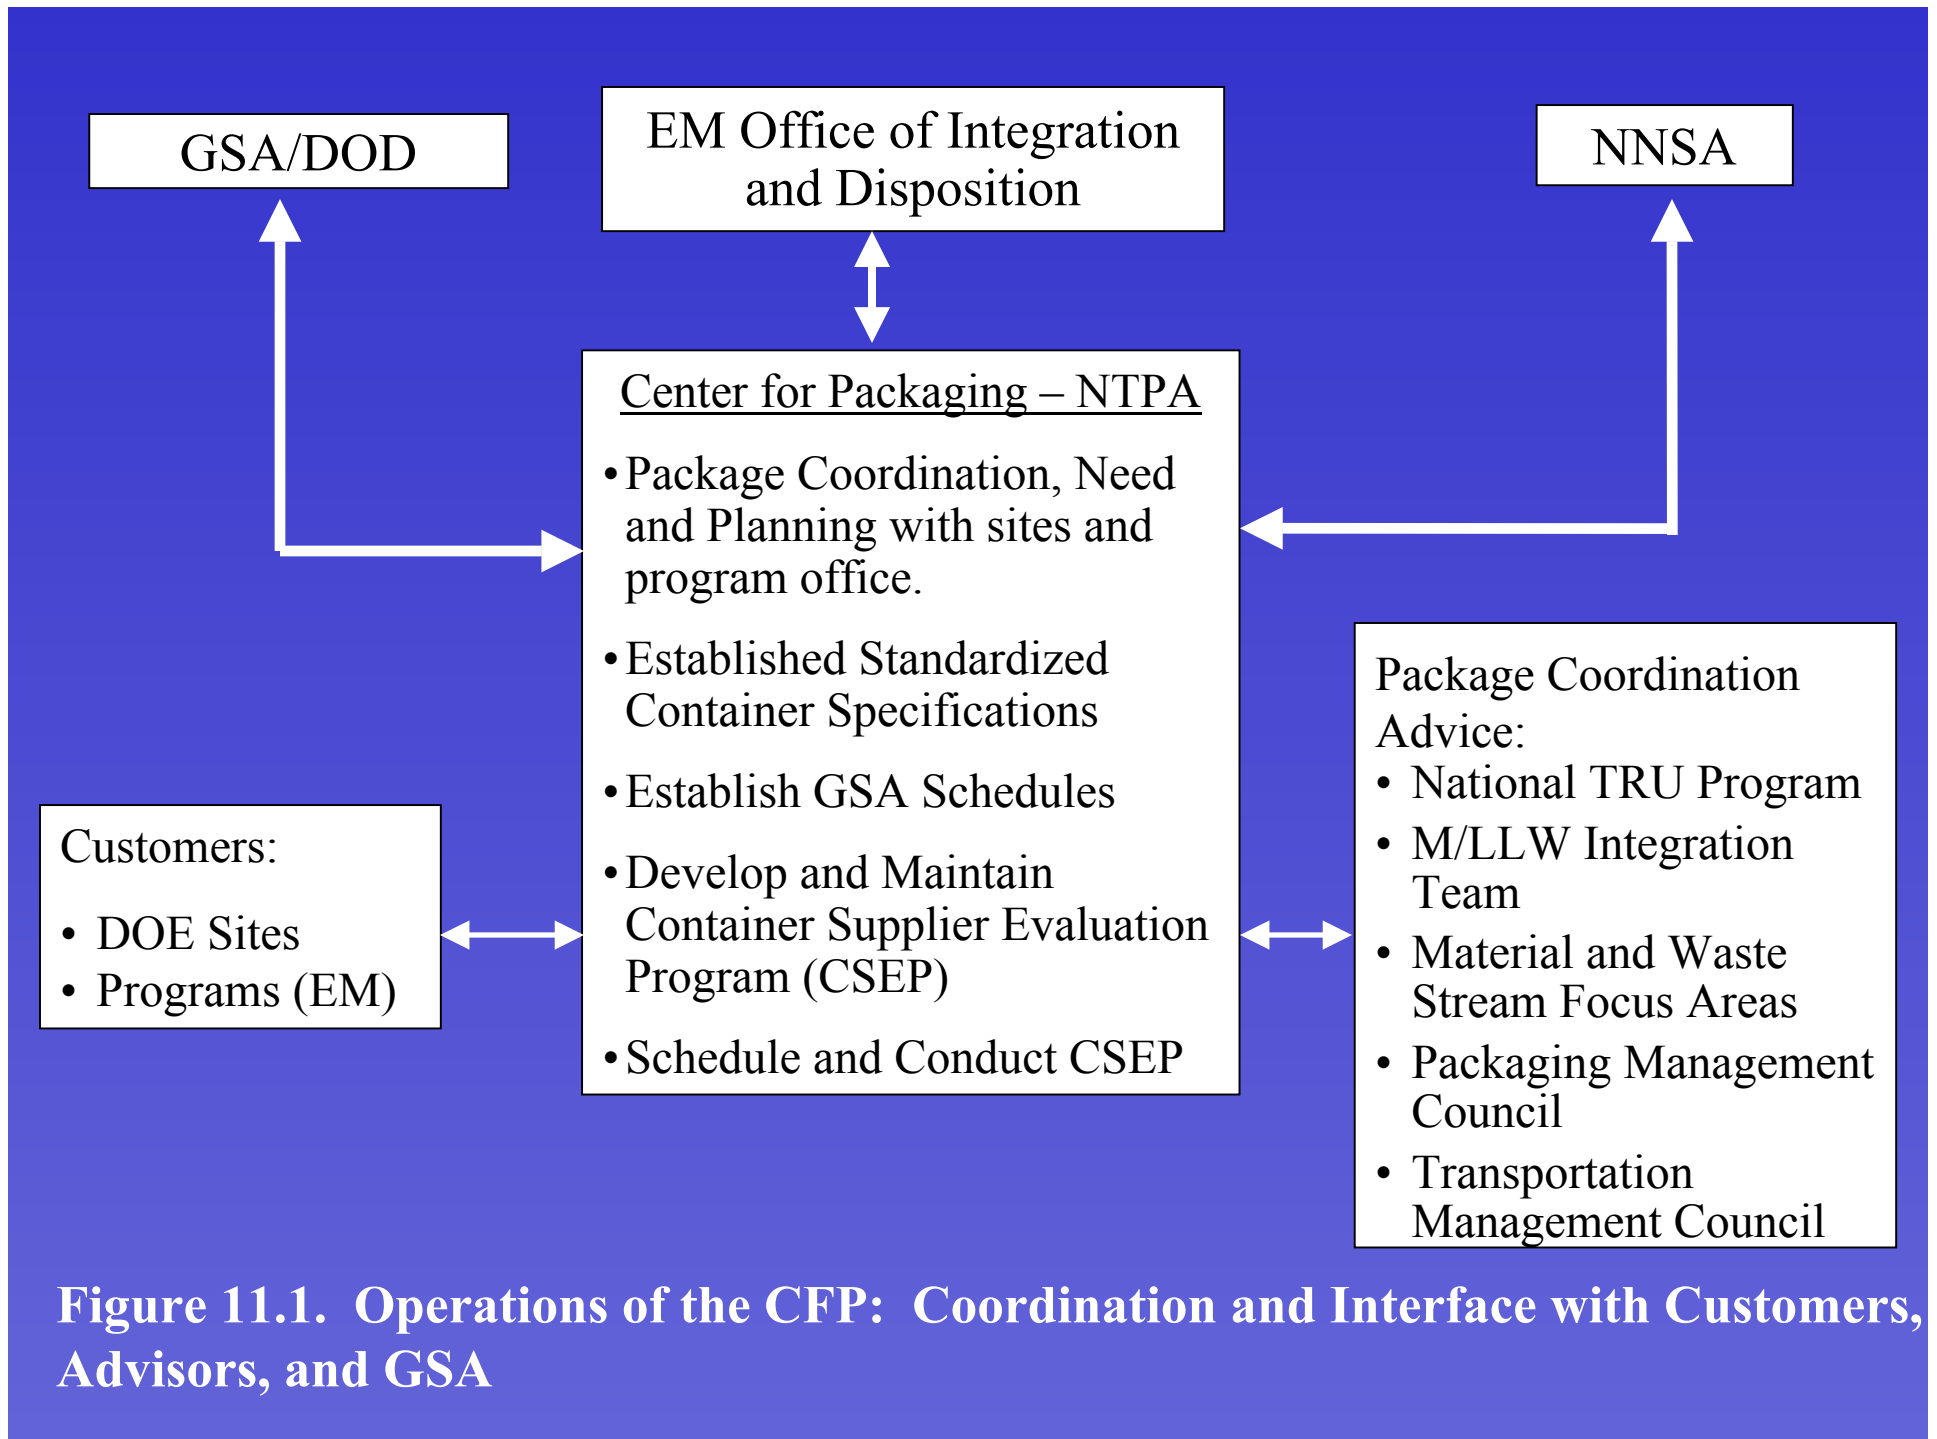 GSA/DOD
EM Office of Integration
and Disposition
NNSA
Center for Packaging – NTPA
•Package Coordination, Need
and Planning with sites and
program office.
•Established Standardized
Container Specifications
•Establish GSA Schedules
•Develop and Maintain
Container Supplier Evaluation
Program (CSEP)
•Schedule and Conduct CSEP
Customers:
• DOE Sites
• Programs (EM)
Package Coordination
Advice:
• National TRU Program
• M/LLW Integration
Team
• Material and Waste
Stream Focus Areas
• Packaging Management
Council
• Transportation
Management Council
Figure 11.1.  Operations of the CFP:  Coordination and Interface with Customers,
Advisors, and GSA